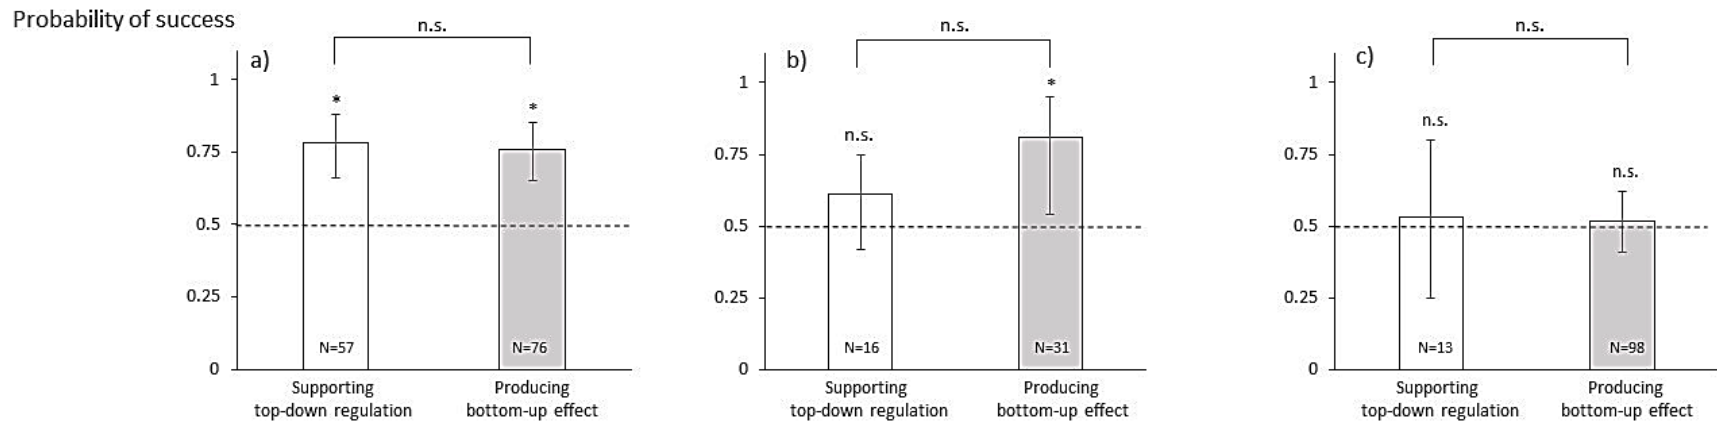 Probability of success
a)
n.s.
1
0.75
0.5
0.25
0
*
*
N=57
N=76
Supporting
top-down regulation
Producing
bottom-up effect
b)
n.s.
1
0.75
0.5
0.25
0
n.s.
*
N=16
N=31
Supporting
top-down regulation
Producing
bottom-up effect
c)
n.s.
1
0.75
0.5
0.25
0
n.s.
n.s.
N=13
N=98
Supporting
top-down regulation
Producing
bottom-up effect